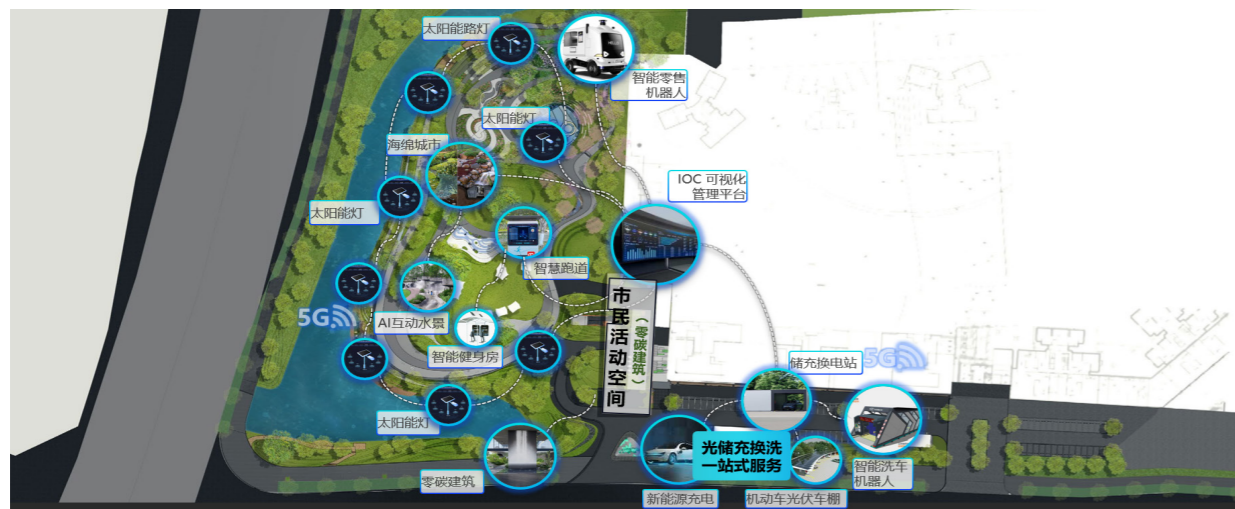 太阳能路灯
智能零售
机器人
太阳能灯
海绵城市
IOC 可视化
管理平台
太阳能灯
智慧跑道
5G
AI互动水景
市民活动空间
（零碳建筑）
智能健身房
储充换电站
5G
太阳能灯
光储充换洗
一站式服务
零碳建筑
智能洗车
机器人
新能源充电
机动车光伏车棚